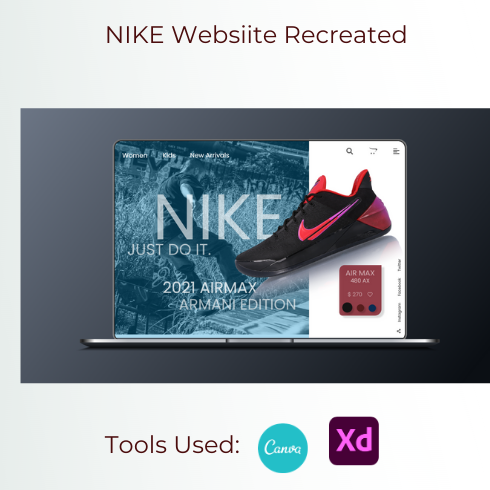 NIKE Websiite Recreated
Women Kids New Arrivals
NIKE
JUST DO IT.
2021 AIRMAX
ARMANI EDITION
AIR MAX
400 AX
$ 270
Twitter
Facebook
Instagram
Tools Used:
Canva
Xd